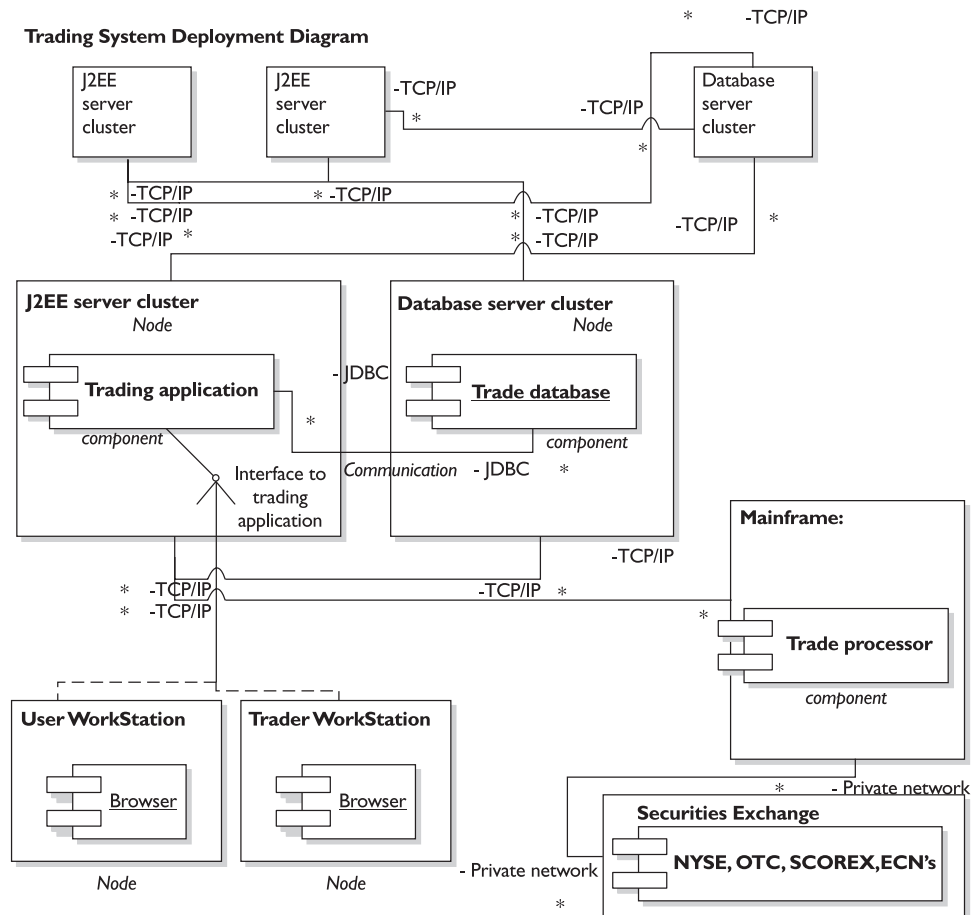 * -TCP/IP
Trading System Deployment Diagram
J2EE
server
cluster
J2EE
server
cluster
-TCP/IP
*
-TCP/IP
*
Database
server
cluster
* -TCP/IP
* -TCP/IP
* -TCP/IP
* -TCP/IP
-TCP/IP *
* -TCP/IP
* -TCP/IP
-TCP/IP *
J2EE server cluster
Node
Trading application
component
Interface to
trading
application
- JDBC
*
Communication
- JDBC *
Database server cluster
Node
Trade database
component
-TCP/IP
* -TCP/IP
* -TCP/IP
-TCP/IP *
*
Mainframe:
Trade processor
component
User WorkStation
Browser
Node
Trader WorkStation
Browser
Node
* - Private network
Securities Exchange
NYSE, OTC, SCOREX,ECN's
- Private network
*